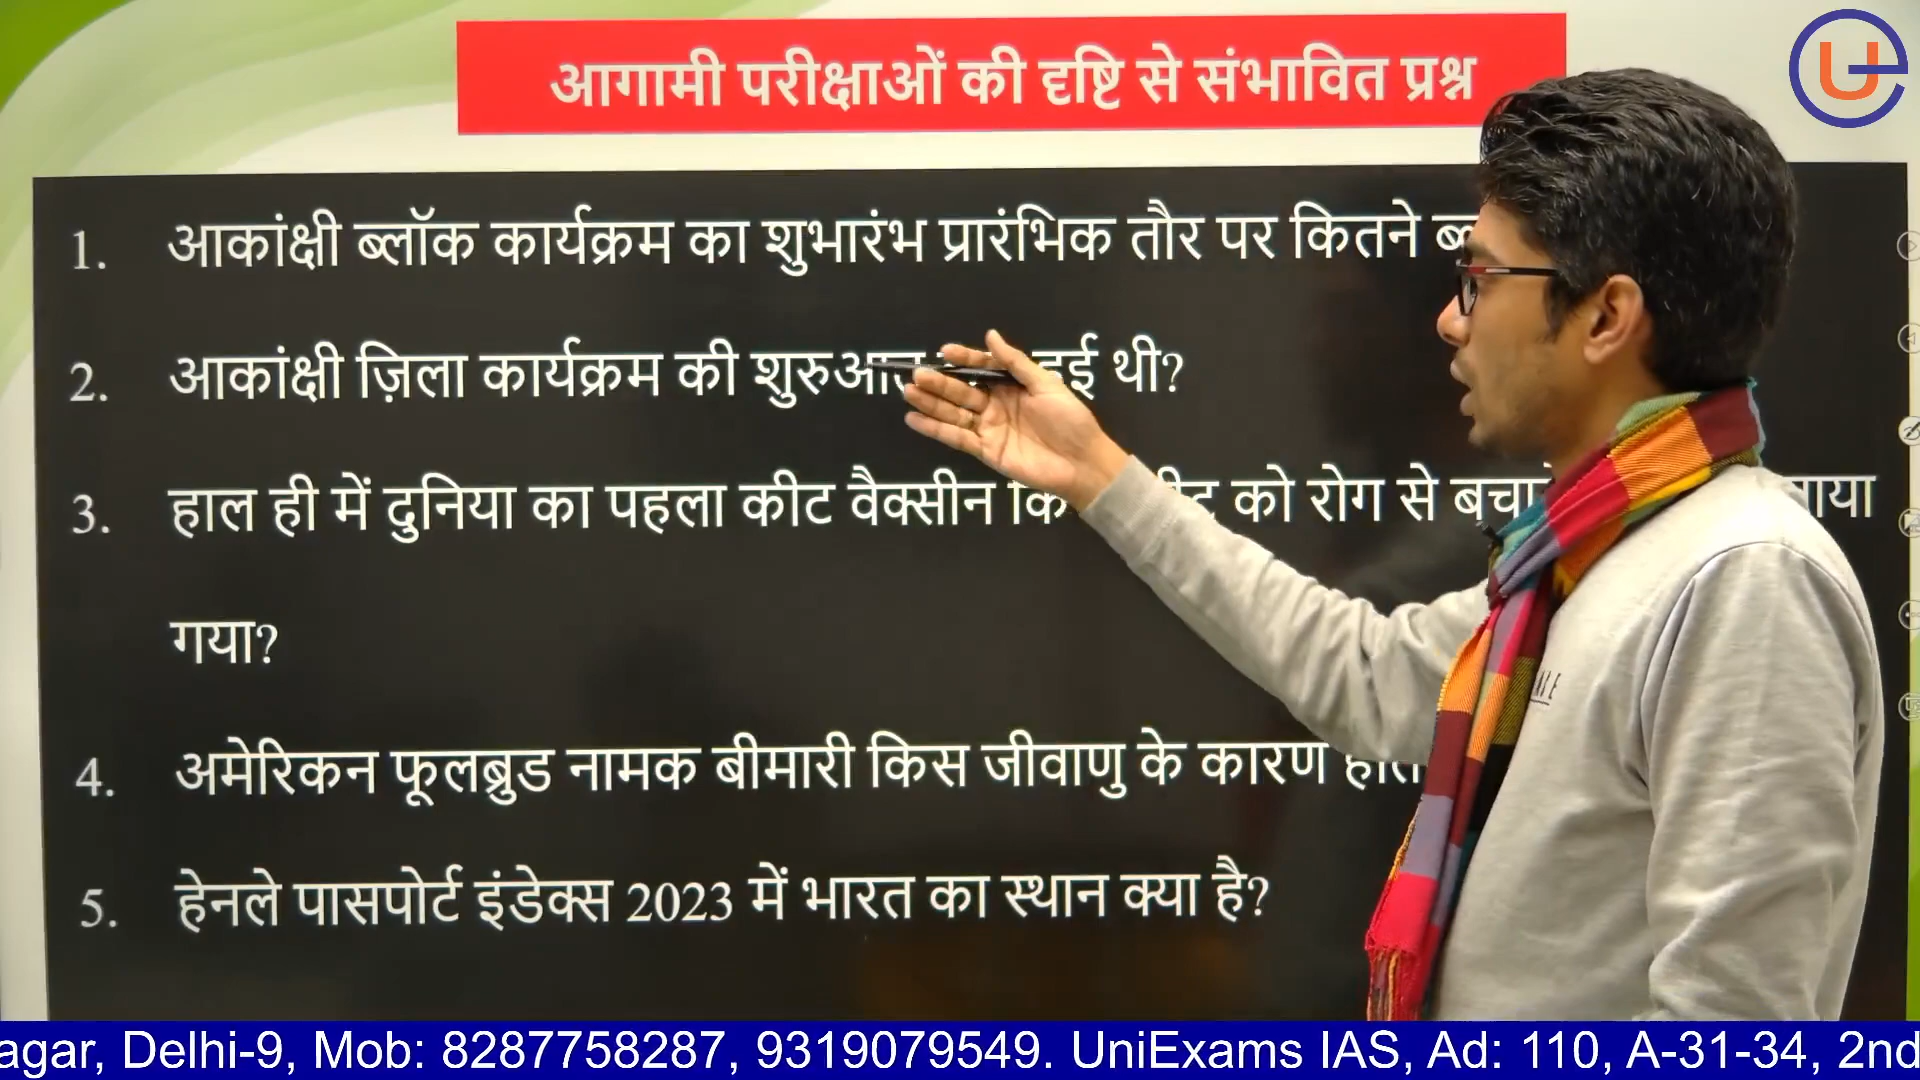 आगामी परीक्षाओं की दृष्टि से संभावित प्रश्न
1. आकांक्षी ब्लॉक कार्यक्रम का शुभारंभ प्रारंभिक तौर पर कितने
2. आकांक्षी ज़िला कार्यक्रम की शुरुआत हुई थी?
3. हाल ही में दुनिया का पहला कीट वैक्सीन को रोग से
गया?
4. अमेरिकन फूलब्रुड नामक बीमारी किस जीवाणु के कारण
5. हेनले पासपोर्ट इंडेक्स 2023 में भारत का स्थान क्या है?
agar, Delhi-9, Mob: 8287758287, 9319079549. UniExams IAS, Ad: 110, A-31-34, 2nd